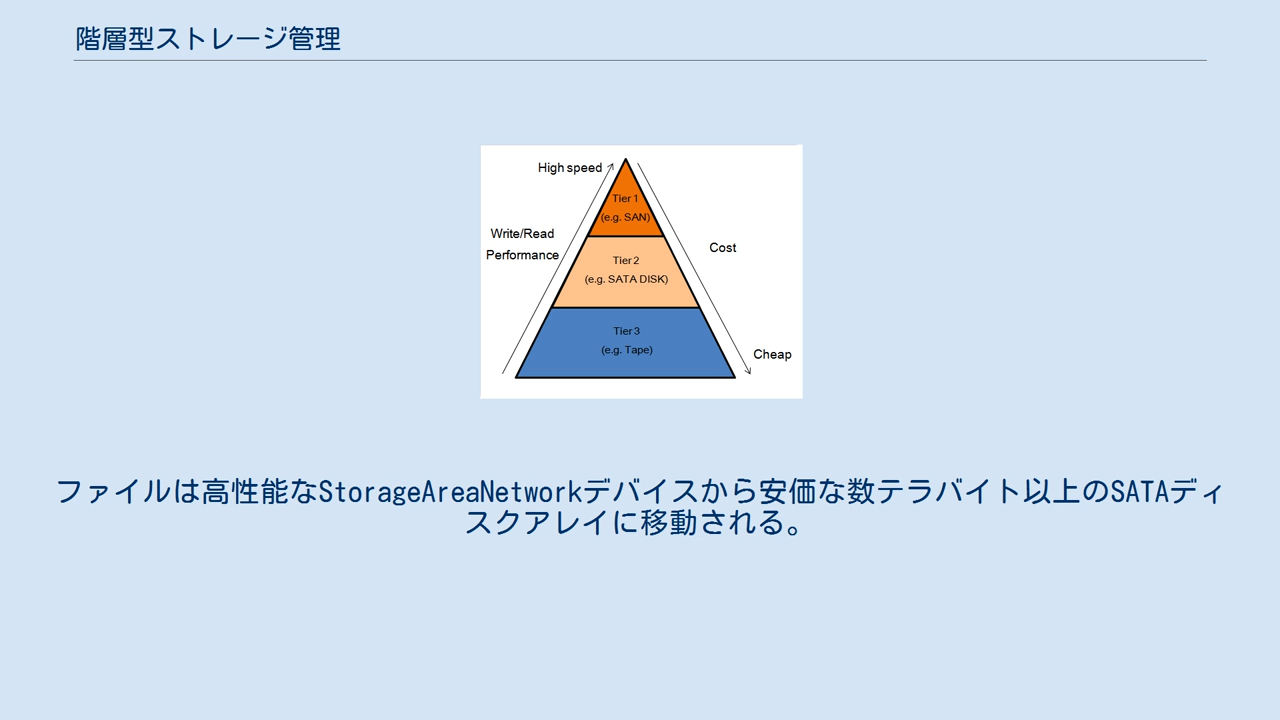 階層型ストレージ管理
High speed
Tier 1
(e.g. SAN)
Write/Read
Performance
Cost
Tier 2
(e.g. SATA DISK)
Tier 3
(e.g. Tape)
Cheap
ファイルは高性能なStorageAreaNetworkデバイスから安価な数テラバイト以上のSATAディ
スクアレイに移動される。